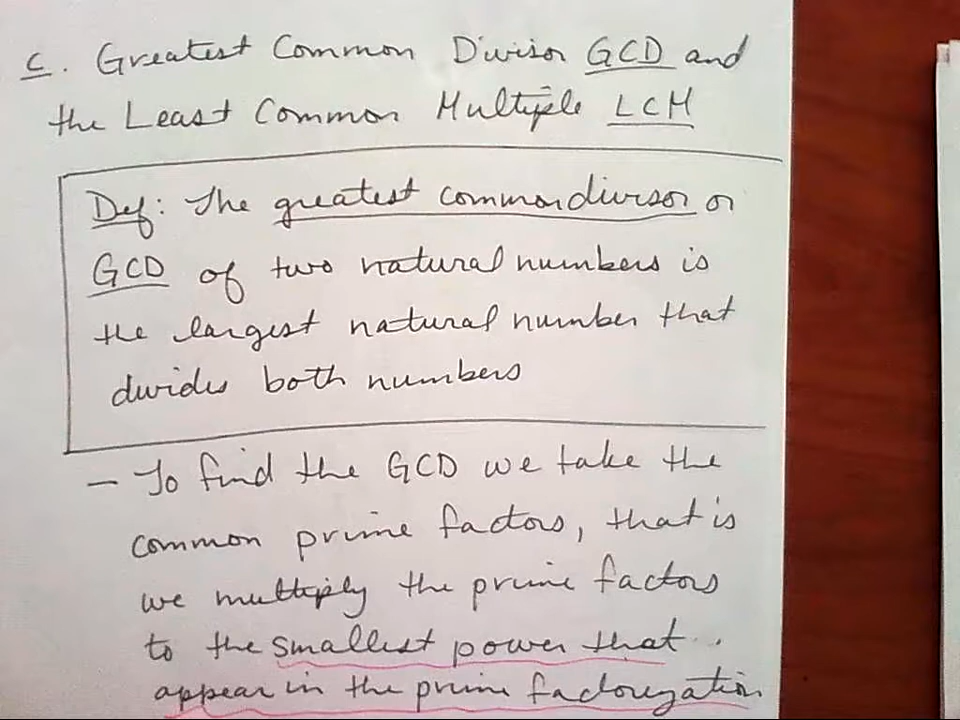 c. Greatest Common Divisor GCD and
the Least Common Multiple LCM
Def: The greatest common divisor or
GCD of two natural numbers is
the largest natural number that
divides both numbers
- To find the GCD we take the
common prime factors, that is
we multiply the prime factors
to the smallest power that
appear in the prime factorization